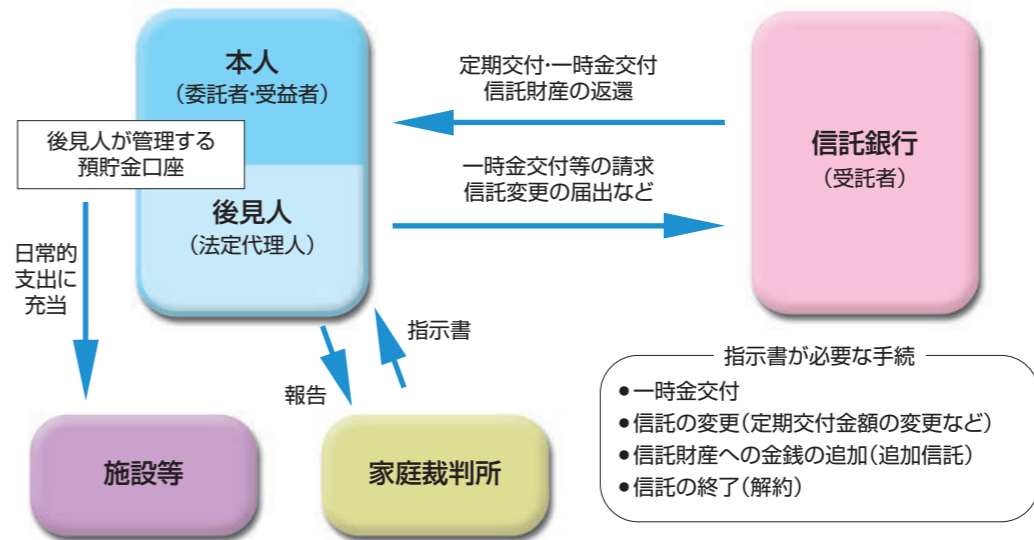 本人
（委託者・受益者）
後見人が管理する
預貯金口座
後見人
（法定代理人）
日常的
支出に
充当
定期交付・一時金交付
信託財産の返還
一時金交付等の請求
信託変更の届出など
信託銀行
（受託者）
指示書
報告
施設等
家庭裁判所
指示書が必要な手続
●一時金交付
●信託の変更（定期交付金額の変更など）
●信託財産への金銭の追加（追加信託）
●信託の終了（解約）